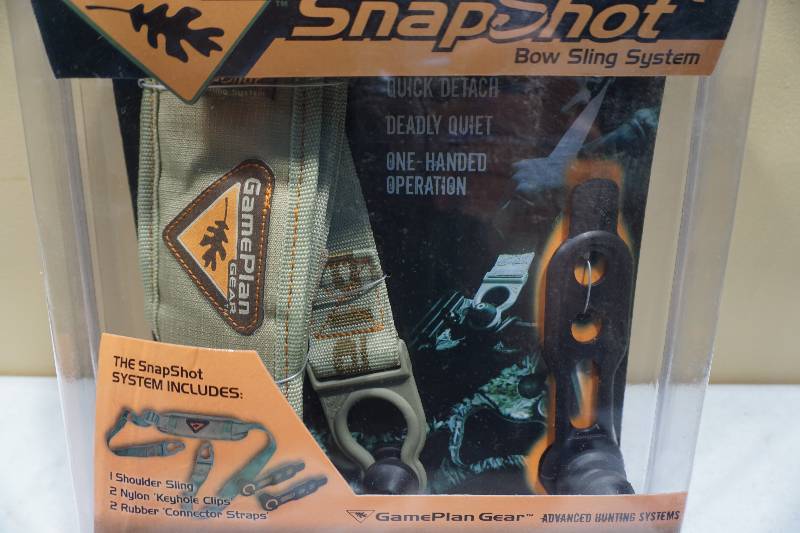 SnapShot
Bow Sling System
QUICK DETACH
DEADLY QUIET
ONE-HANDED
OPERATION
GamePlan
GEAR
THE SnapShot
SYSTEM INCLUDES:
1 Shoulder Sling
2 Nylon 'Keyhole Clips'
2 Rubber 'Connector Straps'
GamePlan Gear™ ADVANCED HUNTING SYSTEMS